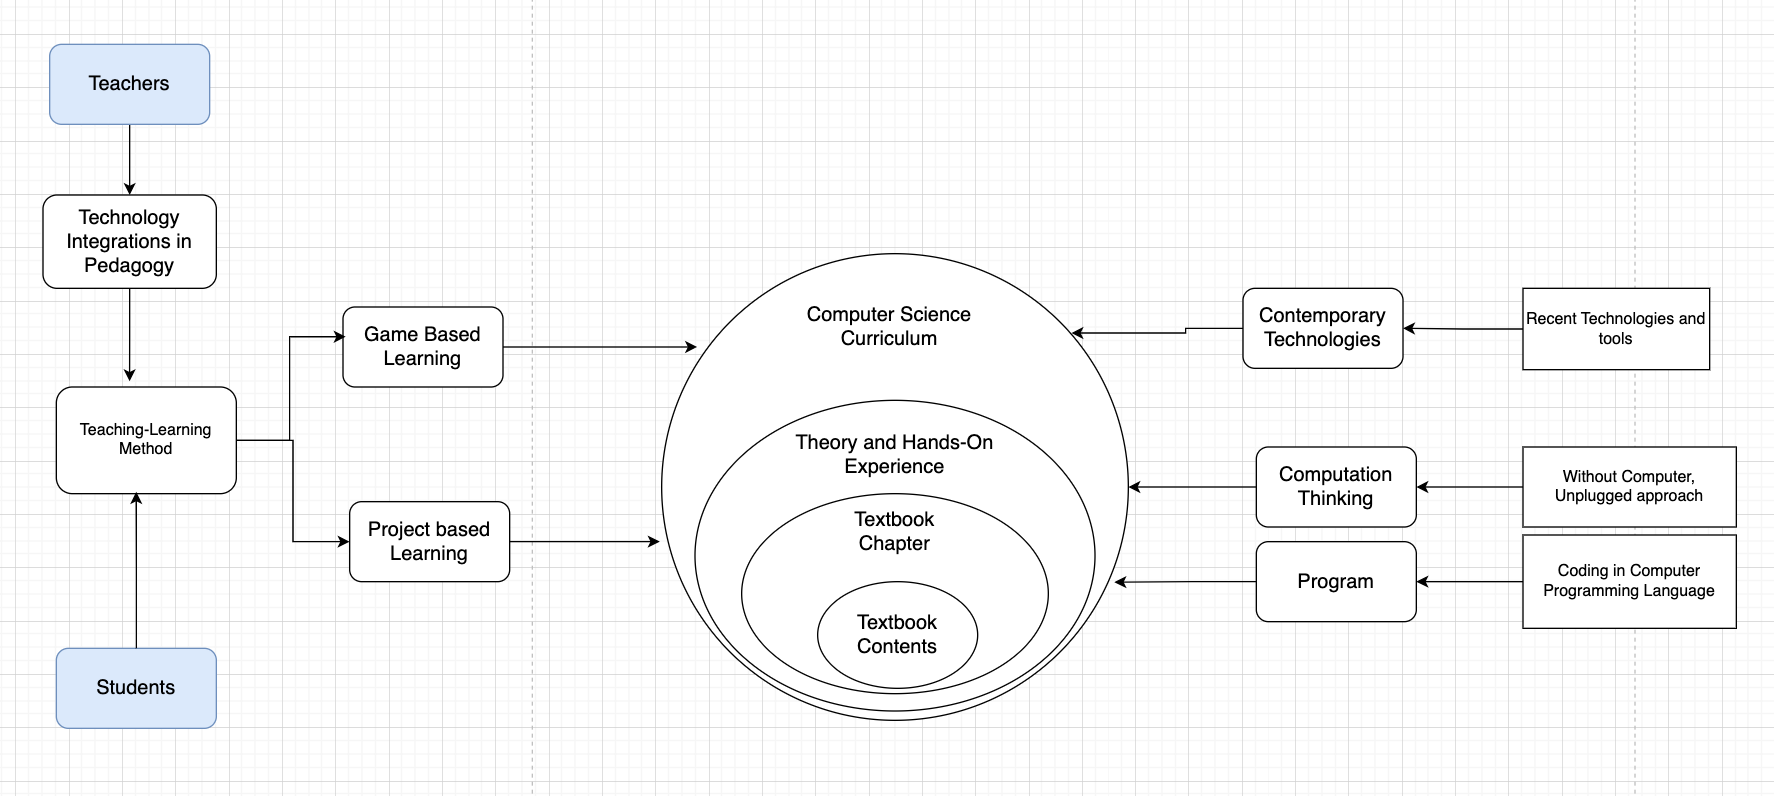 Teachers
Technology
Integrations in
Pedagogy
Teaching-Learning
Method
Students
Game Based
Learning
Project based
Learning
Computer Science
Curriculum
Theory and Hands-On
Experience
Textbook
Chapter
Textbook
Contents
Contemporary
Technologies
Recent Technologies and
tools
Computation
Thinking
Without Computer,
Unplugged approach
Program
Coding in Computer
Programming Language